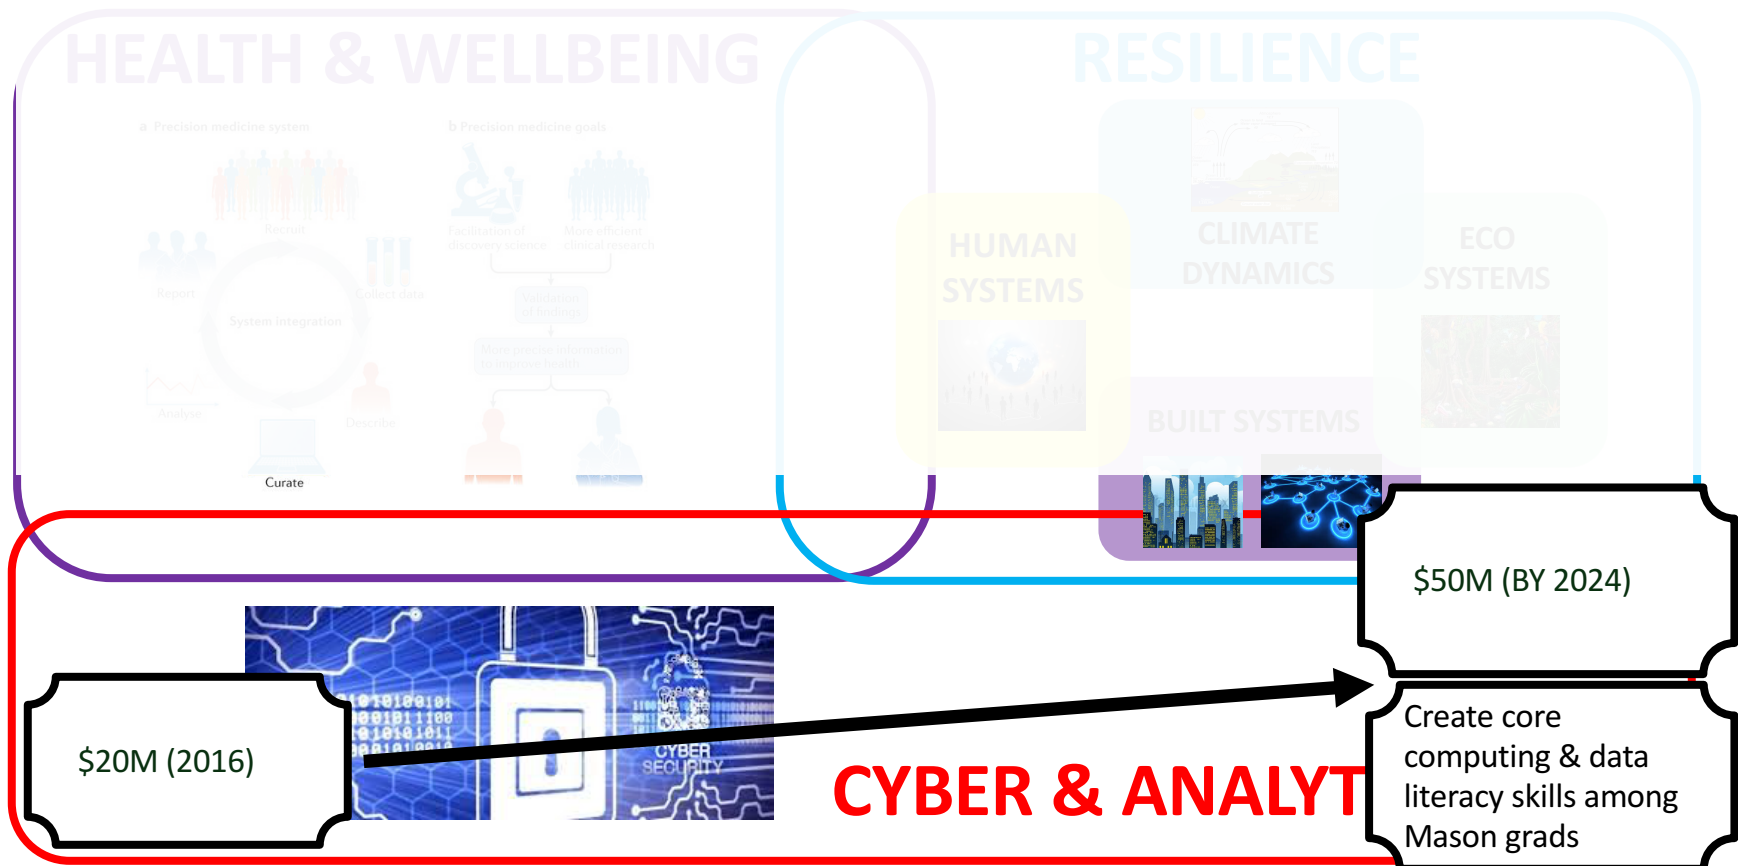 HEALTH & WELLBEING
RESILIENCE
a Precision medicine system
b Precision medicine goals
Recruit
Report
Collect data
System integration
Analyse
Describe
Curate
Facilitation of
discovery science
More efficient
clinical research
Validation
of findings
More precise information
to improve health
HUMAN
SYSTEMS
CLIMATE
DYNAMICS
ECO
SYSTEMS
BUILT SYSTEMS
$50M (BY 2024)
$20M (2016)
CYBER
SECURITY
CYBER & ANALYT
Create core
computing & data
literacy skills among
Mason grads